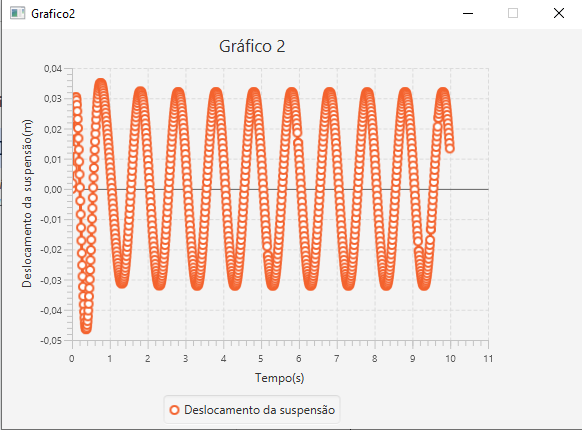 Grafico2
Gráfico 2
0,04
0,03
0,02
0,01
0,00
-0,01
-0,02
-0,03
-0,04
-0,05
Deslocamento da suspensão(m)
0 1 2 3 4 5 6 7 8 9 10 11
Tempo(s)
Deslocamento da suspensão